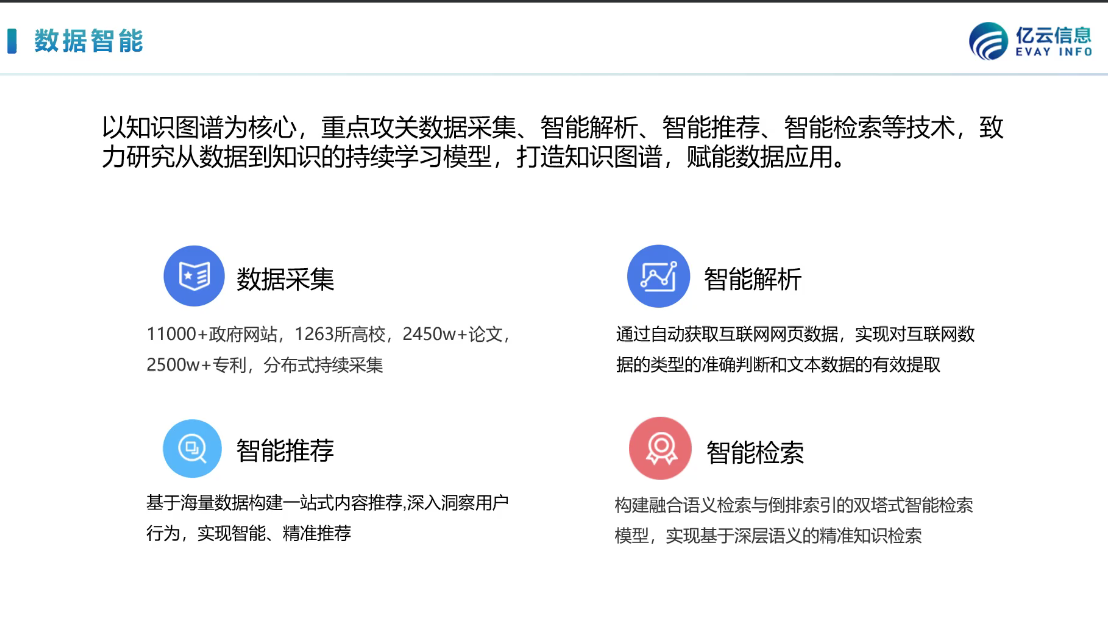 数据智能
亿云信息
EVAY INFO
以知识图谱为核心，重点攻关数据采集、智能解析、智能推荐、智能检索等技术，致
力研究从数据到知识的持续学习模型，打造知识图谱，赋能数据应用。
数据采集
11000+政府网站，1263所高校，2450w+论文，
2500w+专利，分布式持续采集
智能解析
通过自动获取互联网网页数据，实现对互联网数
据的类型的准确判断和文本数据的有效提取
智能推荐
基于海量数据构建一站式内容推荐,深入洞察用户
行为，实现智能、精准推荐
智能检索
构建融合语义检索与倒排索引的双塔式智能检索
模型，实现基于深层语义的精准知识检索